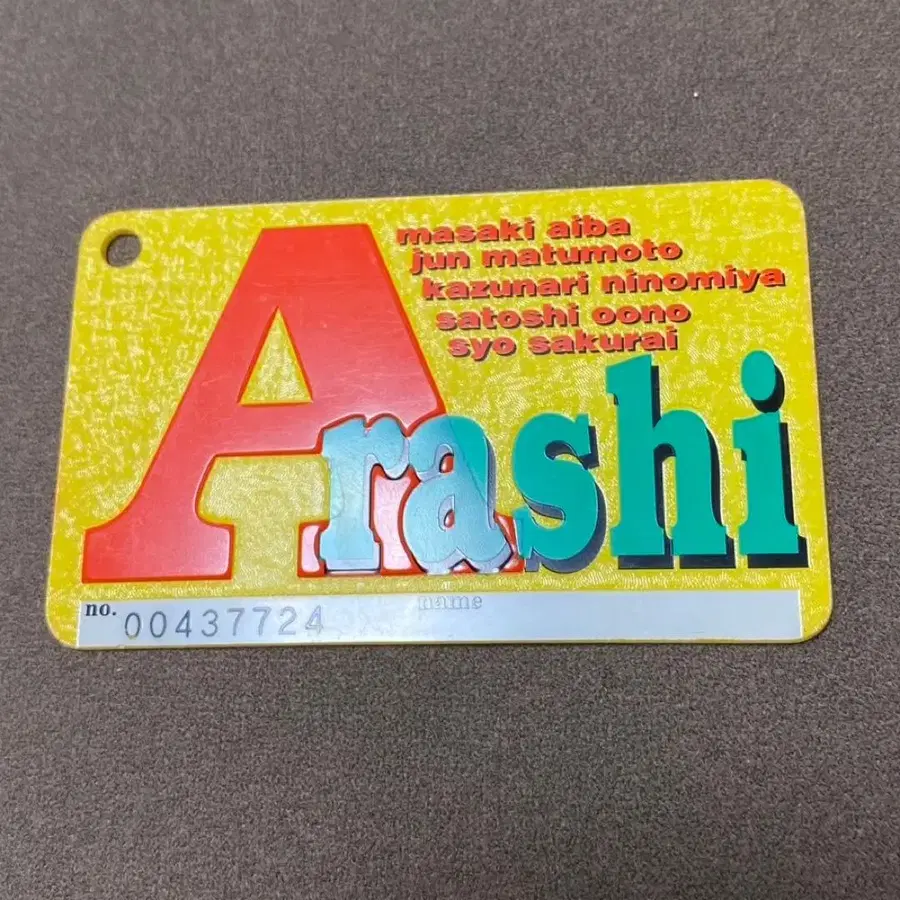 masaki aiba
jun matumoto
kazunari ninomiya
satoshi oono
syo sakurai
Arashi
no. 00437724 name